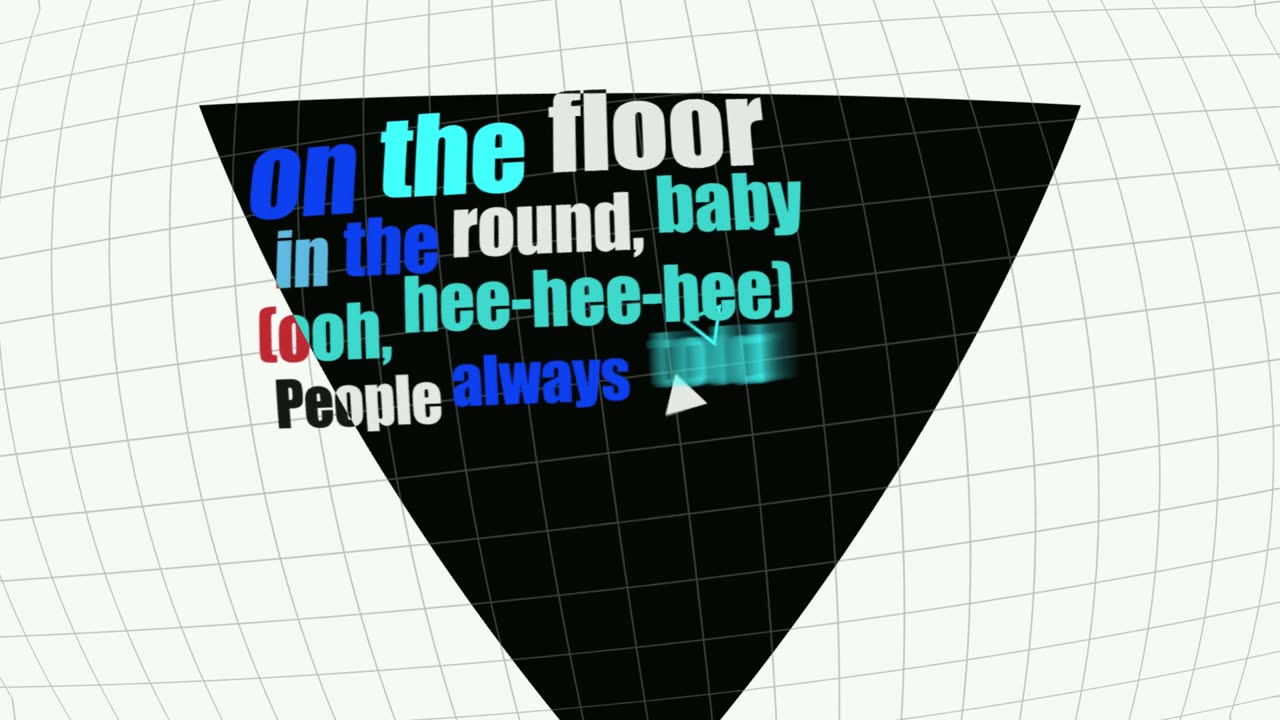 on the floor
in the round, baby
(ooh, hee-hee-hee)
People always